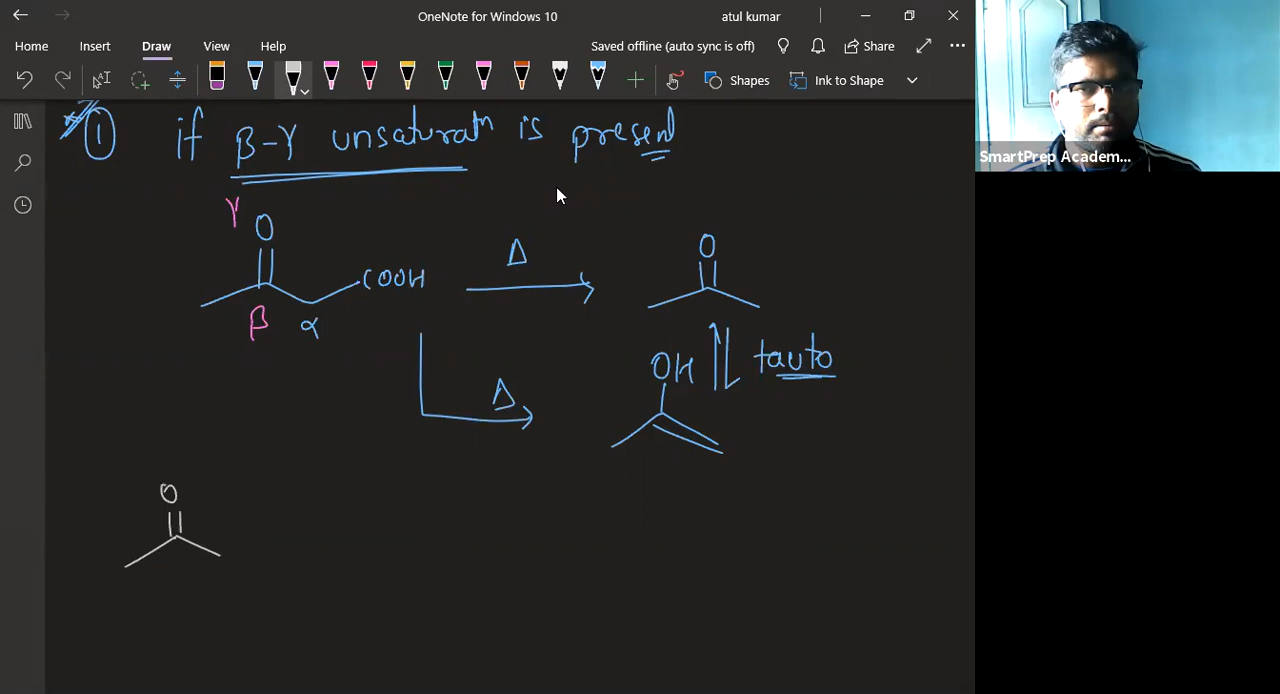 OneNote for Windows 10
atul kumar
Home Insert Draw View Help
Saved offline (auto sync is off)
Share
Shapes
Ink to Shape
SmartPrep Academ...
① if β-γ unsaturatⁿ is present
γ
O
COOH
β
α
Δ
O
tauto
OH
Δ
O